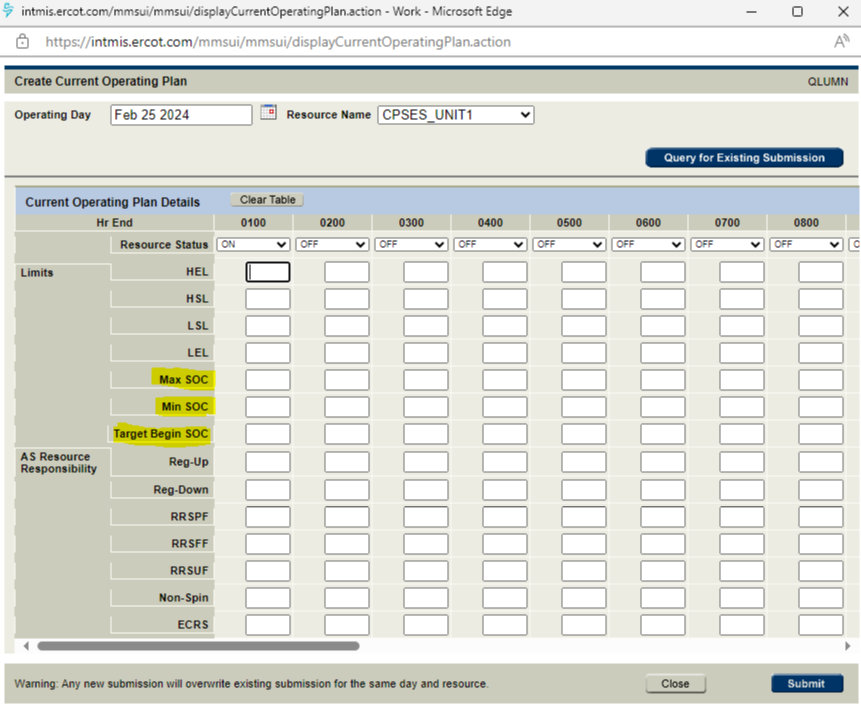 intmis.ercot.com/mmsui/mmsui/displayCurrentOperatingPlan.action - Work - Microsoft Edge
https://intmis.ercot.com/mmsui/mmsui/displayCurrentOperatingPlan.action
Create Current Operating Plan QLUMN
Operating Day Feb 25 2024 Resource Name CPSES_UNIT1
Query for Existing Submission
Current Operating Plan Details Clear Table
Hr End 0100 0200 0300 0400 0500 0600 0700 0800
Resource Status ON OFF OFF OFF OFF OFF OFF OFF
Limits HEL
HSL
LSL
LEL
Max SOC
Min SOC
Target Begin SOC
AS Resource
Responsibility
Reg-Up
Reg-Down
RRSPF
RRSFF
RRSUF
Non-Spin
ECRS
Warning: Any new submission will overwrite existing submission for the same day and resource. Close Submit